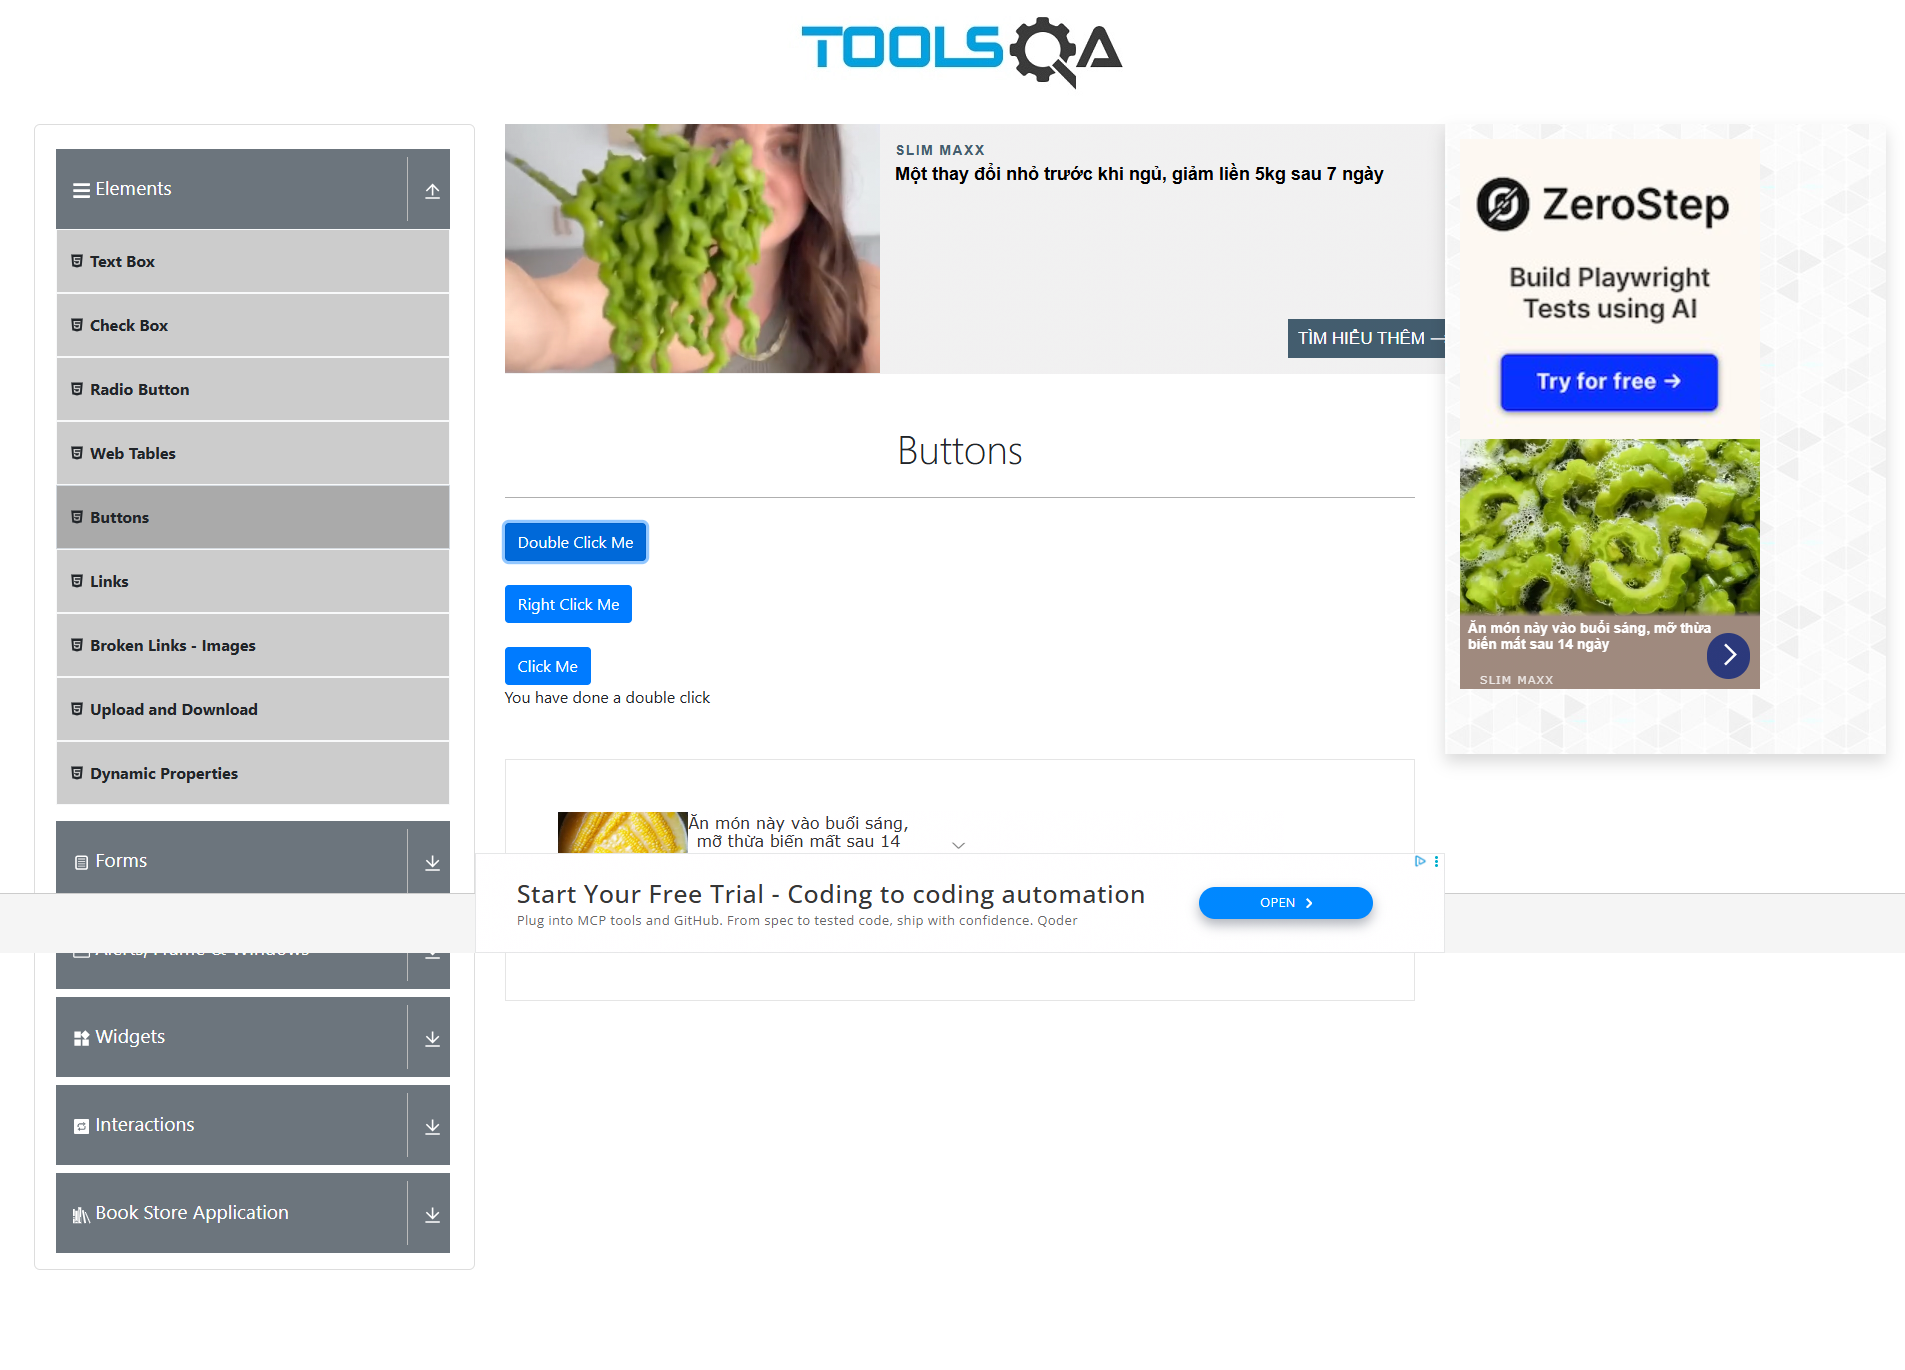 TOOLSQA
Elements
Text Box
Check Box
Radio Button
Web Tables
Buttons
Links
Broken Links - Images
Upload and Download
Dynamic Properties
Forms
Alerts, Frame & Windows
Widgets
Interactions
Book Store Application
SLIM MAXX
Một thay đổi nhỏ trước khi ngủ, giảm liền 5kg sau 7 ngày
TÌM HIỂU THÊM
Buttons
Double Click Me
Right Click Me
Click Me
You have done a double click
Ăn món này vào buổi sáng,
mỡ thừa biến mất sau 14
Start Your Free Trial - Coding to coding automation
Plug into MCP tools and GitHub. From spec to tested code, ship with confidence. Qoder
OPEN
ZeroStep
Build Playwright
Tests using AI
Try for free →
Ăn món này vào buổi sáng, mỡ thừa
biến mất sau 14 ngày
SLIM MAXX